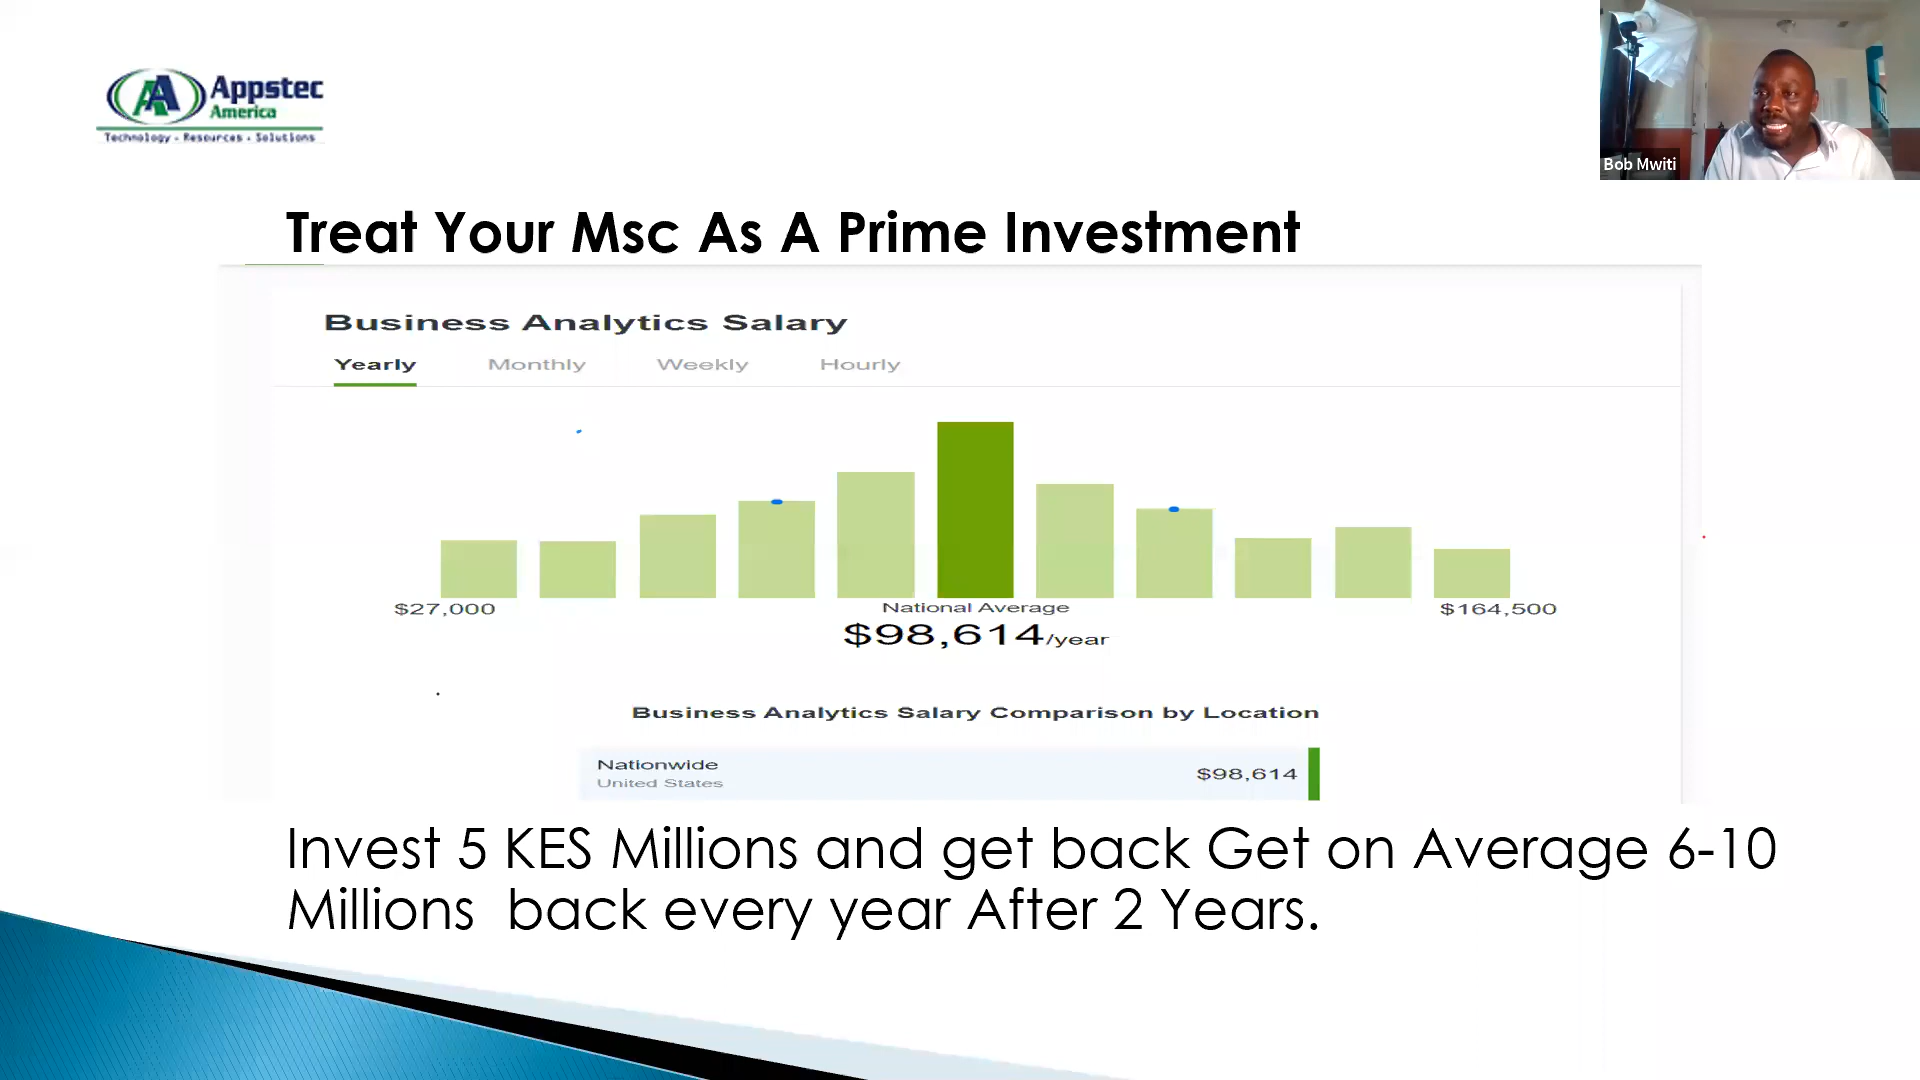 AA Appstec
America
Technology - Resources - Solutions
Bob Mwiti
Treat Your Msc As A Prime Investment
Business Analytics Salary
Yearly Monthly Weekly Hourly
$27,000 National Average $164,500
$98,614/year
Business Analytics Salary Comparison by Location
Nationwide $98,614
United States
Invest 5 KES Millions and get back Get on Average 6-10
Millions back every year After 2 Years.